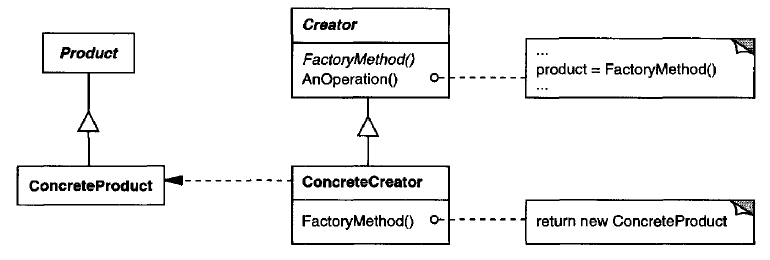 Product
ConcreteProduct
Creator
FactoryMethod()
AnOperation()
...
product = FactoryMethod()
...
ConcreteCreator
FactoryMethod()
return new ConcreteProduct